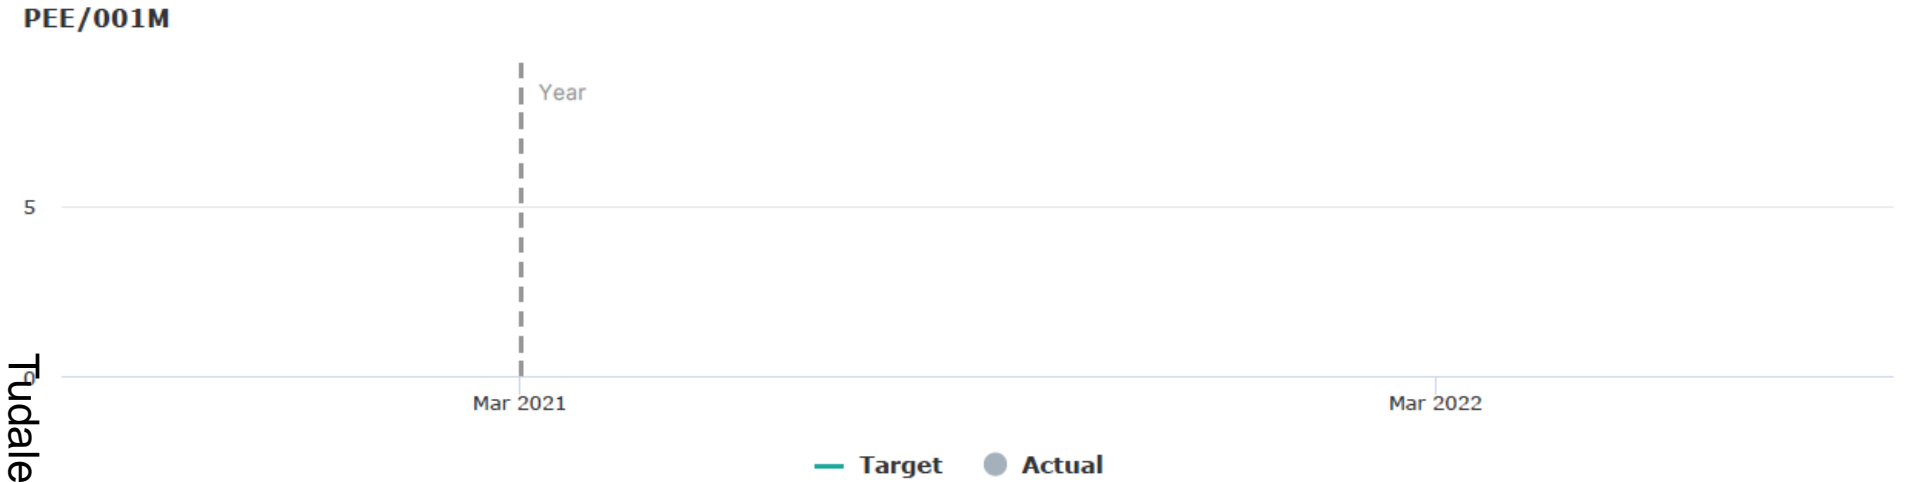 PEE/001M
Year
5
0
Mar 2021
Mar 2022
Target
Actual
Tudale